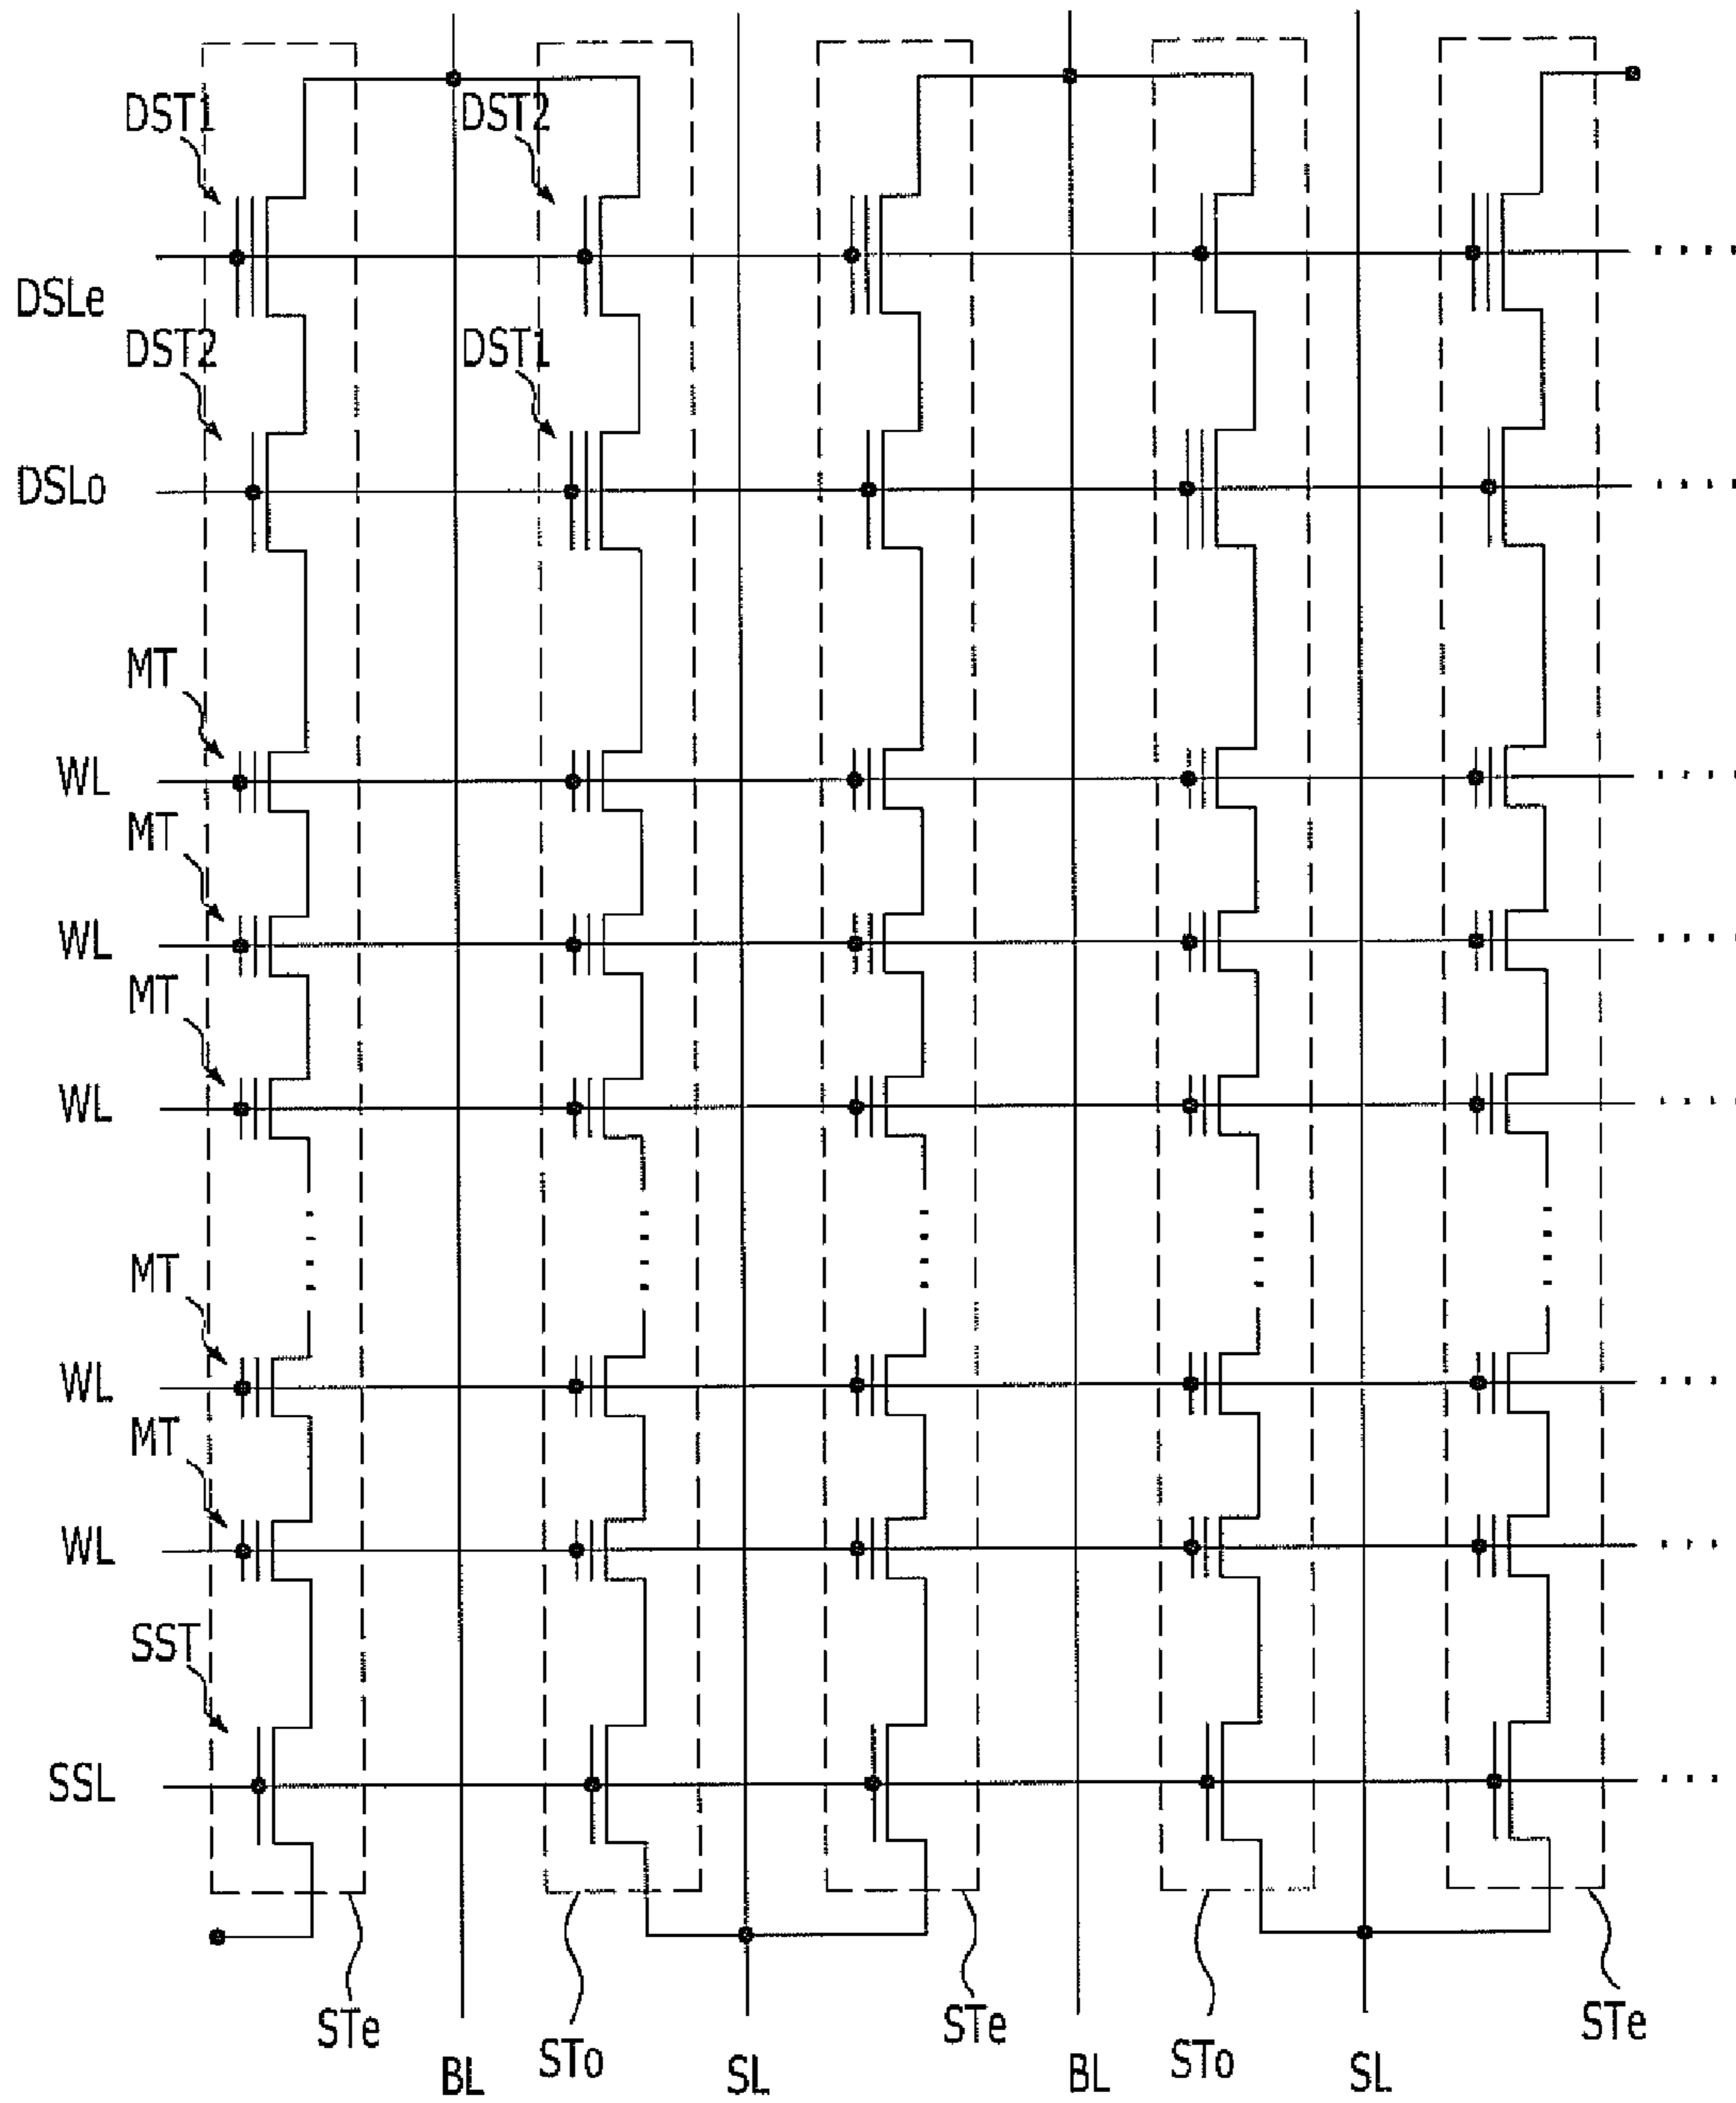 DST1
DST2
DSLe
DST2
DST1
DSLo
MT
WL
MT
WL
MT
WL
MT
WL
MT
WL
SST
SSL
STe
BL
STo
SL
STe
BL
STo
SL
STe